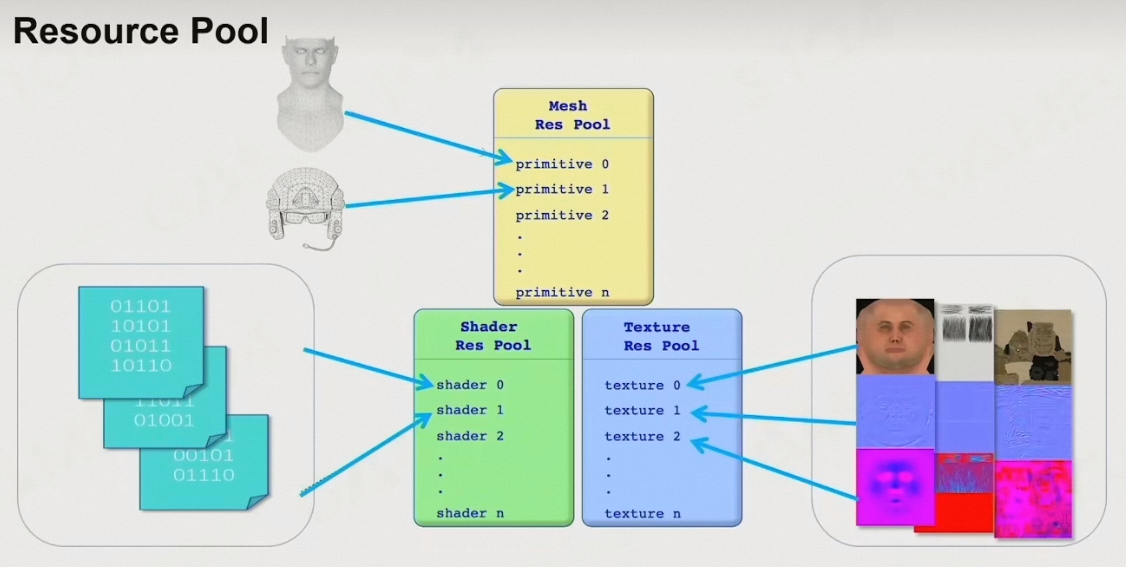 Resource Pool
Mesh
Res Pool
primitive 0
primitive 1
primitive 2
.
.
.
primitive n
01101
10101
01011
10110
01001
00101
01110
Shader
Res Pool
shader 0
shader 1
shader 2
.
.
.
shader n
Texture
Res Pool
texture 0
texture 1
texture 2
.
.
.
texture n